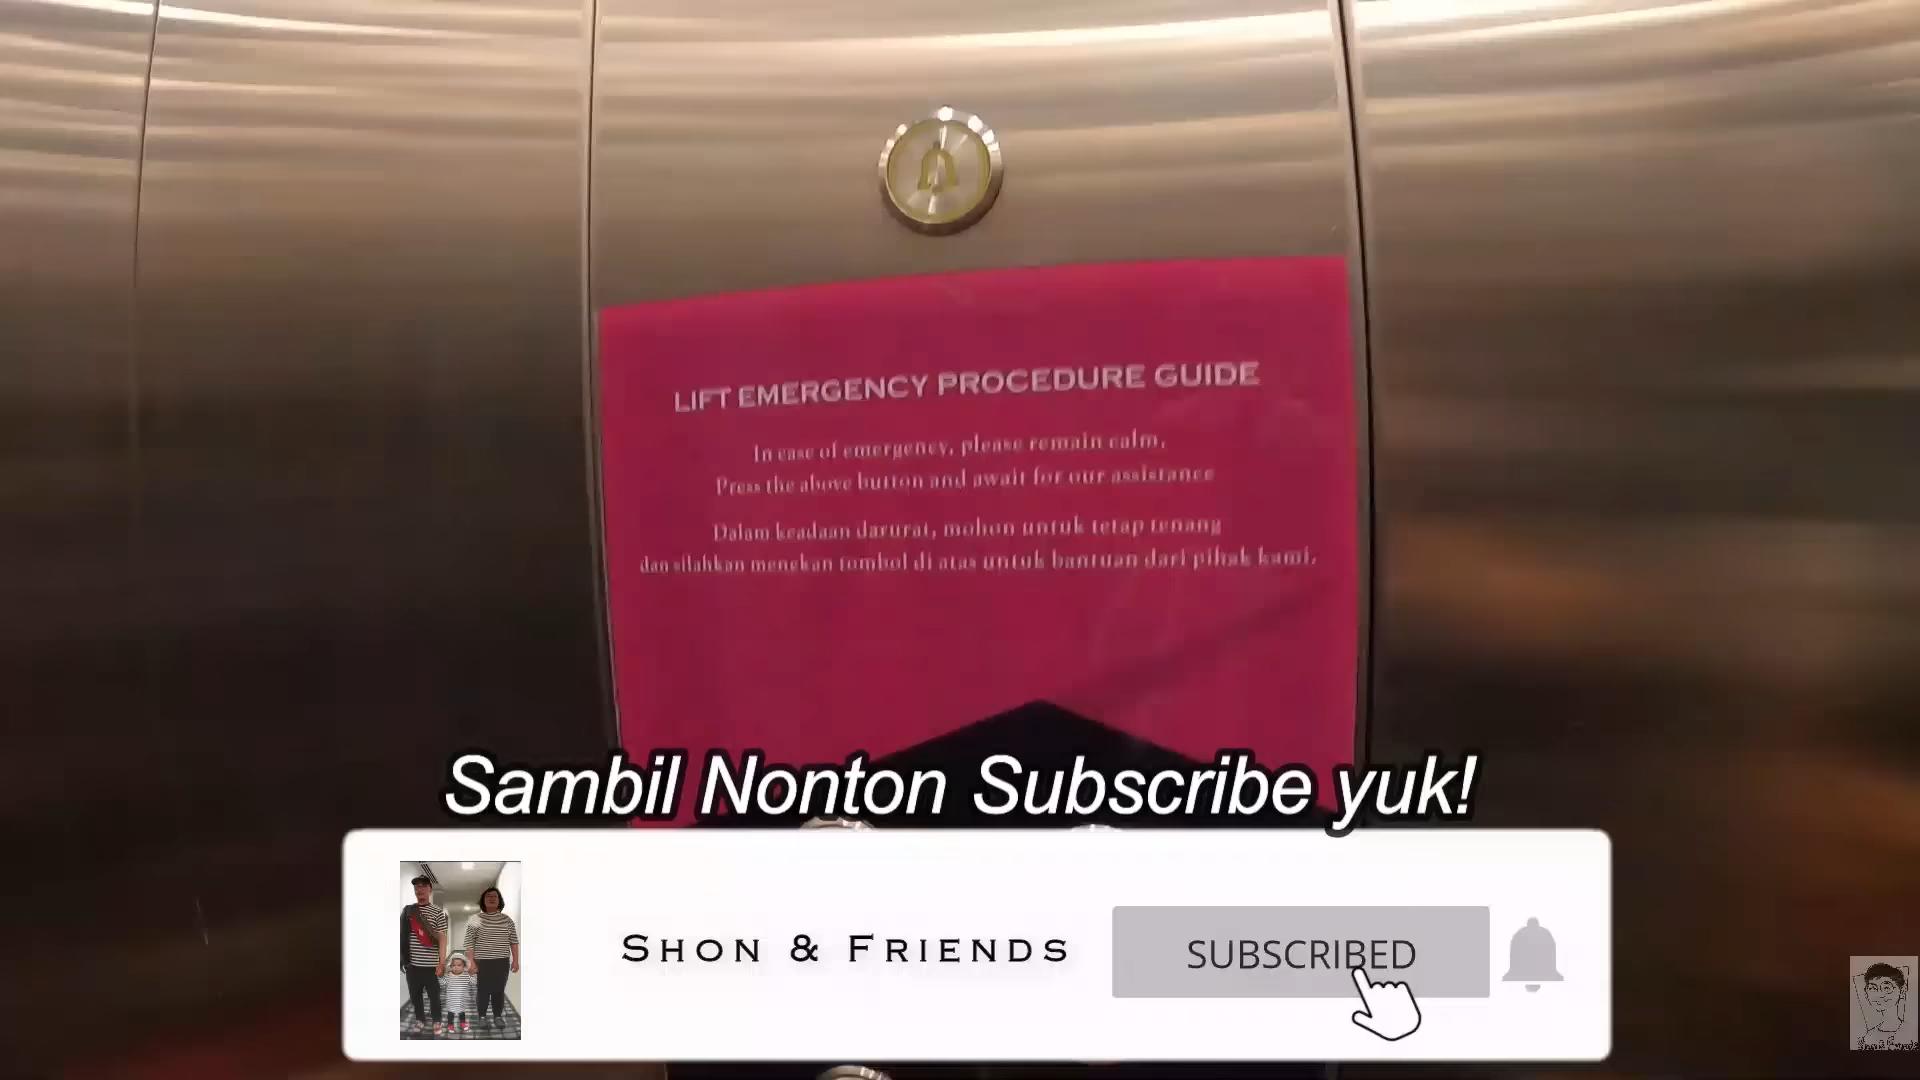 LIFT EMERGENCY PROCEDURE GUIDE
In case of emergency, please remain calm.
Press the above button and await for our assistance
Dalam keadaan darurat, mohon untuk tetap tenang
dan silahkan menekan tombol di atas untuk bantuan dari pihak kami.
Sambil Nonton Subscribe yuk!
SHON & FRIENDS
SUBSCRIBED